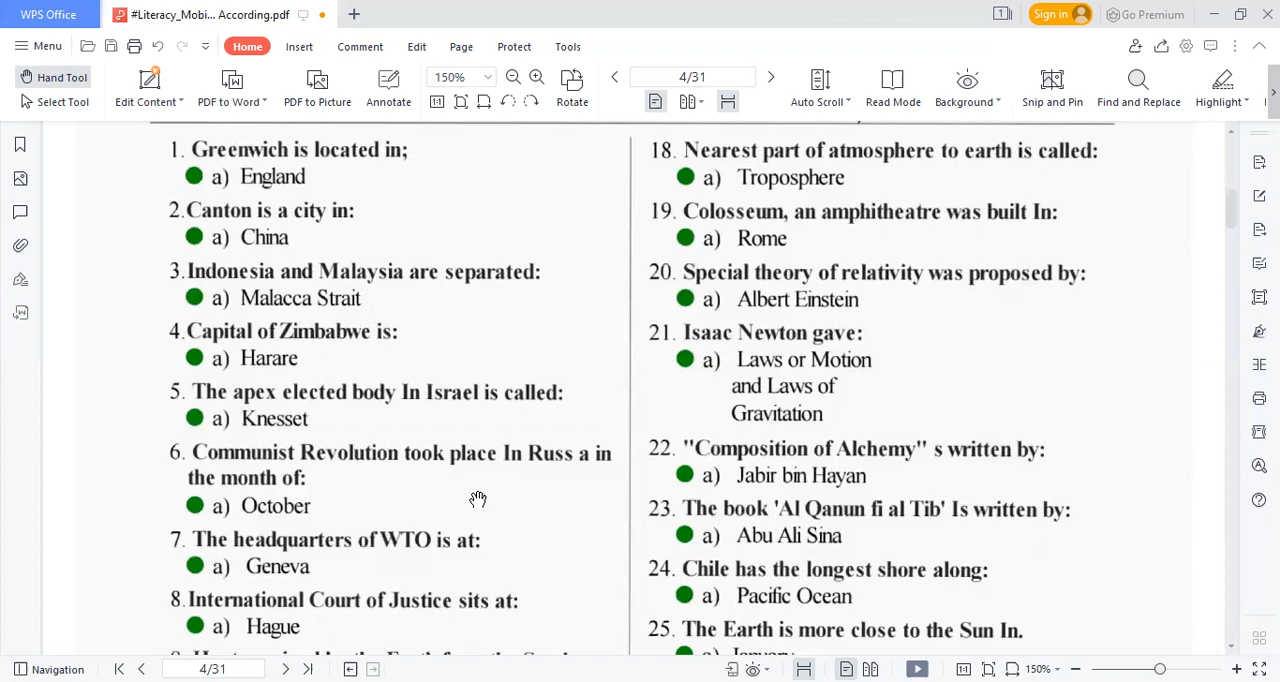 WPS Office
#Literacy_Mobi... According.pdf
Sign in
Go Premium
Menu
Home
Insert
Comment
Edit
Page
Protect
Tools
Hand Tool
Select Tool
Edit Content
PDF to Word
PDF to Picture
Annotate
150%
4/31
Rotate
Auto Scroll
Read Mode
Background
Snip and Pin
Find and Replace
Highlight
1. Greenwich is located in;
a) England
2.Canton is a city in:
a) China
3.Indonesia and Malaysia are separated:
a) Malacca Strait
4.Capital of Zimbabwe is:
a) Harare
5. The apex elected body In Israel is called:
a) Knesset
6. Communist Revolution took place In Russ a in
the month of:
a) October
7. The headquarters of WTO is at:
a) Geneva
8.International Court of Justice sits at:
a) Hague
18. Nearest part of atmosphere to earth is called:
a) Troposphere
19. Colosseum, an amphitheatre was built In:
a) Rome
20. Special theory of relativity was proposed by:
a) Albert Einstein
21. Isaac Newton gave:
a) Laws or Motion
and Laws of
Gravitation
22. "Composition of Alchemy" s written by:
a) Jabir bin Hayan
23. The book 'Al Qanun fi al Tib' Is written by:
a) Abu Ali Sina
24. Chile has the longest shore along:
a) Pacific Ocean
25. The Earth is more close to the Sun In.
a) January
Navigation
4/31
150%